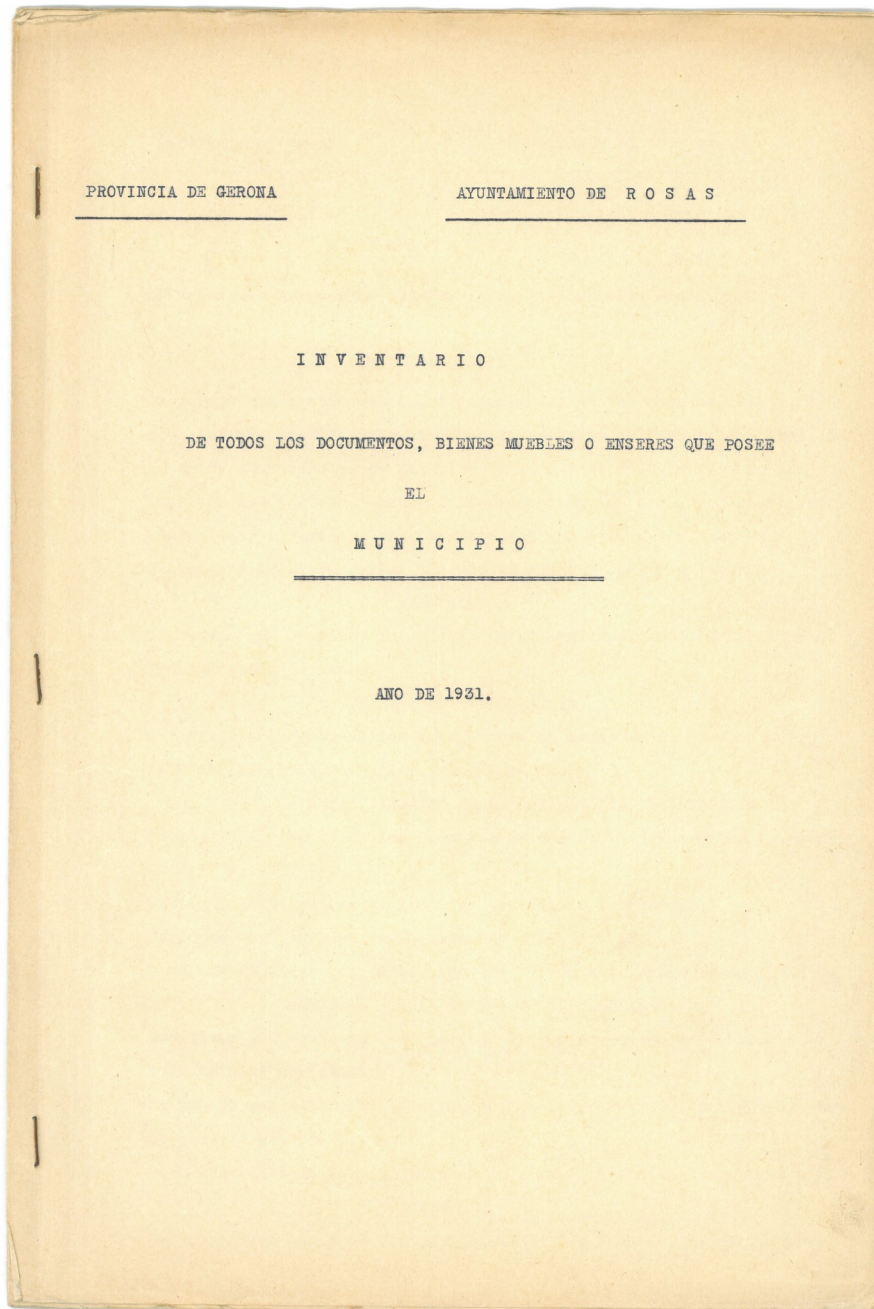 PROVINCIA DE GERONA
AYUNTAMIENTO DE R O S A S
I N V E N T A R I O
DE TODOS LOS DOCUMENTOS, BIENES MUEBLES O ENSERES QUE POSEE
EL
M U N I C I P I O
ANO DE 1931.